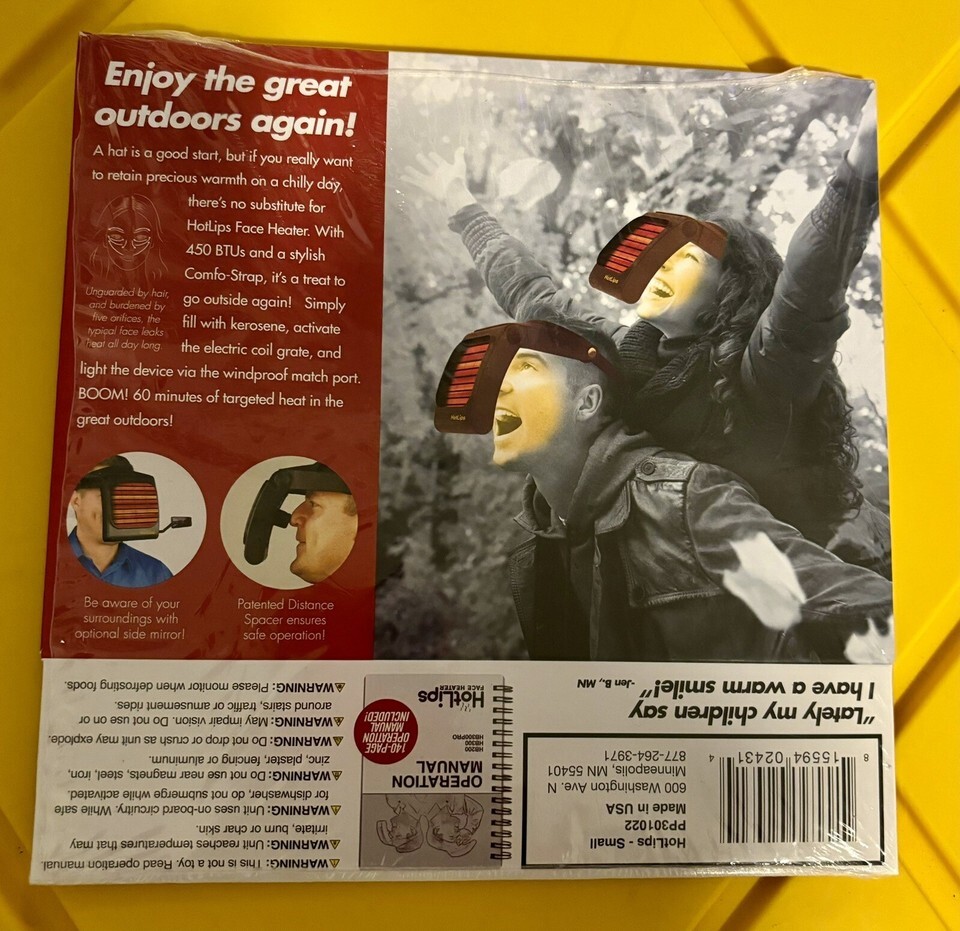 Enjoy the great
outdoors again!
A hat is a good start, but if you really want
to retain precious warmth on a chilly day,
there's no substitute for
HotLips Face Heater. With
450 BTUs and a stylish
Comfo-Strap, it's a treat to
go outside again! Simply
fill with kerosene, activate
the electric coil grate, and
light the device via the windproof match port.
BOOM! 60 minutes of targeted heat in the
great outdoors!
Unguarded by hair,
and burdened by
five orifices, the
typical face leaks
heat all day long.
HotLips
HotLips
Be aware of your
surroundings with
optional side mirror!
Patented Distance
Spacer ensures
safe operation!
WARNING: This is not a toy. Read operation manual.
WARNING: Unit reaches temperatures that may
irritate, burn or char skin.
WARNING: Unit uses on-board circuitry. While safe
for dishwasher, do not submerge while activated.
WARNING: Do not use near magnets, steel, iron,
zinc, plaster, fencing or aluminum.
WARNING: Do not drop or crush as unit may explode.
WARNING: May impair vision. Do not use on or
around stairs, traffic or amusement rides.
WARNING: Please monitor when defrosting foods.
OPERATION
MANUAL
HB200
HB300
HB300PRO
140-PAGE
OPERATION
MANUAL
INCLUDED!
HotLips
FACE HEATER
HotLips - Small
PP301022
Made in USA
600 Washington Ave. N
Minneapolis, MN 55401
877-264-3971
8 15594 02431 4
"Lately my children say
I have a warm smile!"
-Jen B., MN